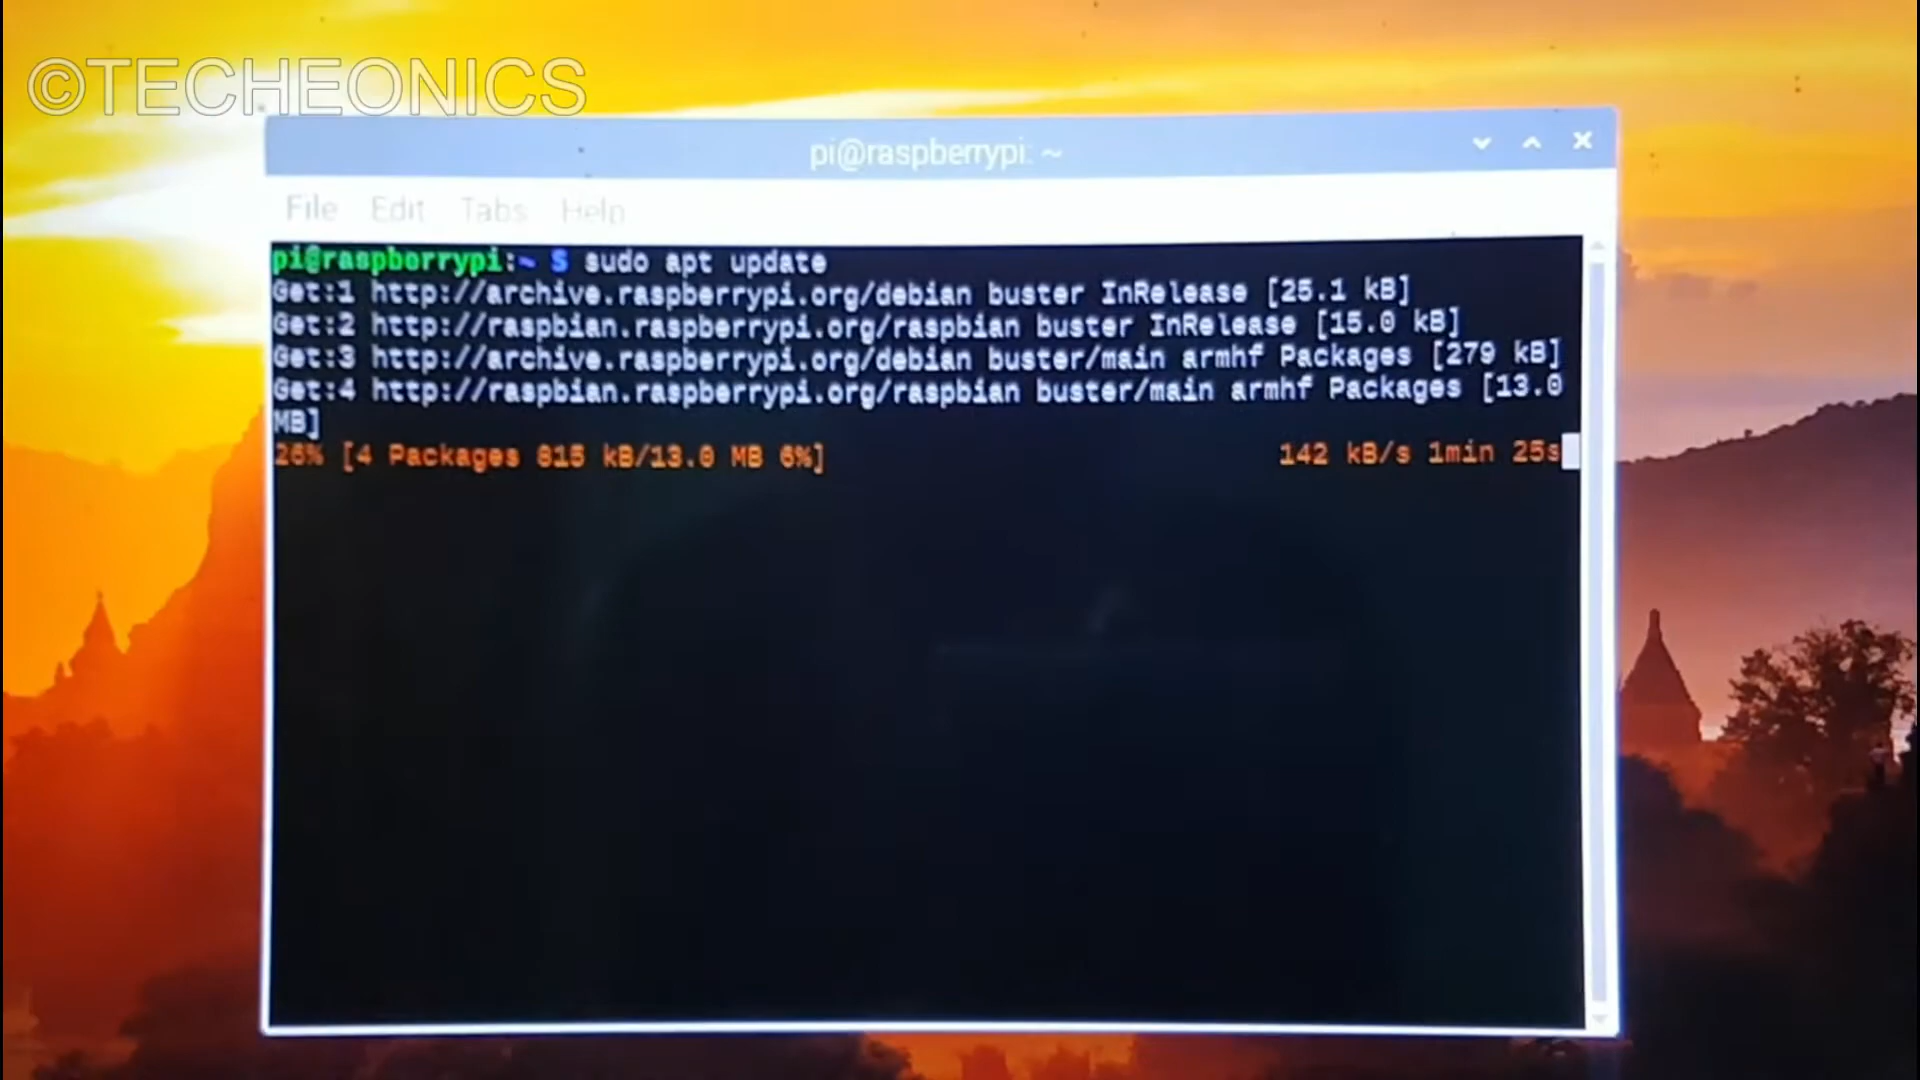 ©TECHEONICS
pi@raspberrypi: ~
File Edit Tabs Help
pi@raspberrypi:~ $ sudo apt update
Get:1 http://archive.raspberrypi.org/debian buster InRelease [25.1 kB]
Get:2 http://raspbian.raspberrypi.org/raspbian buster InRelease [15.0 kB]
Get:3 http://archive.raspberrypi.org/debian buster/main armhf Packages [279 kB]
Get:4 http://raspbian.raspberrypi.org/raspbian buster/main armhf Packages [13.0
MB]
26% [4 Packages 815 kB/13.0 MB 6%] 142 kB/s 1min 25s